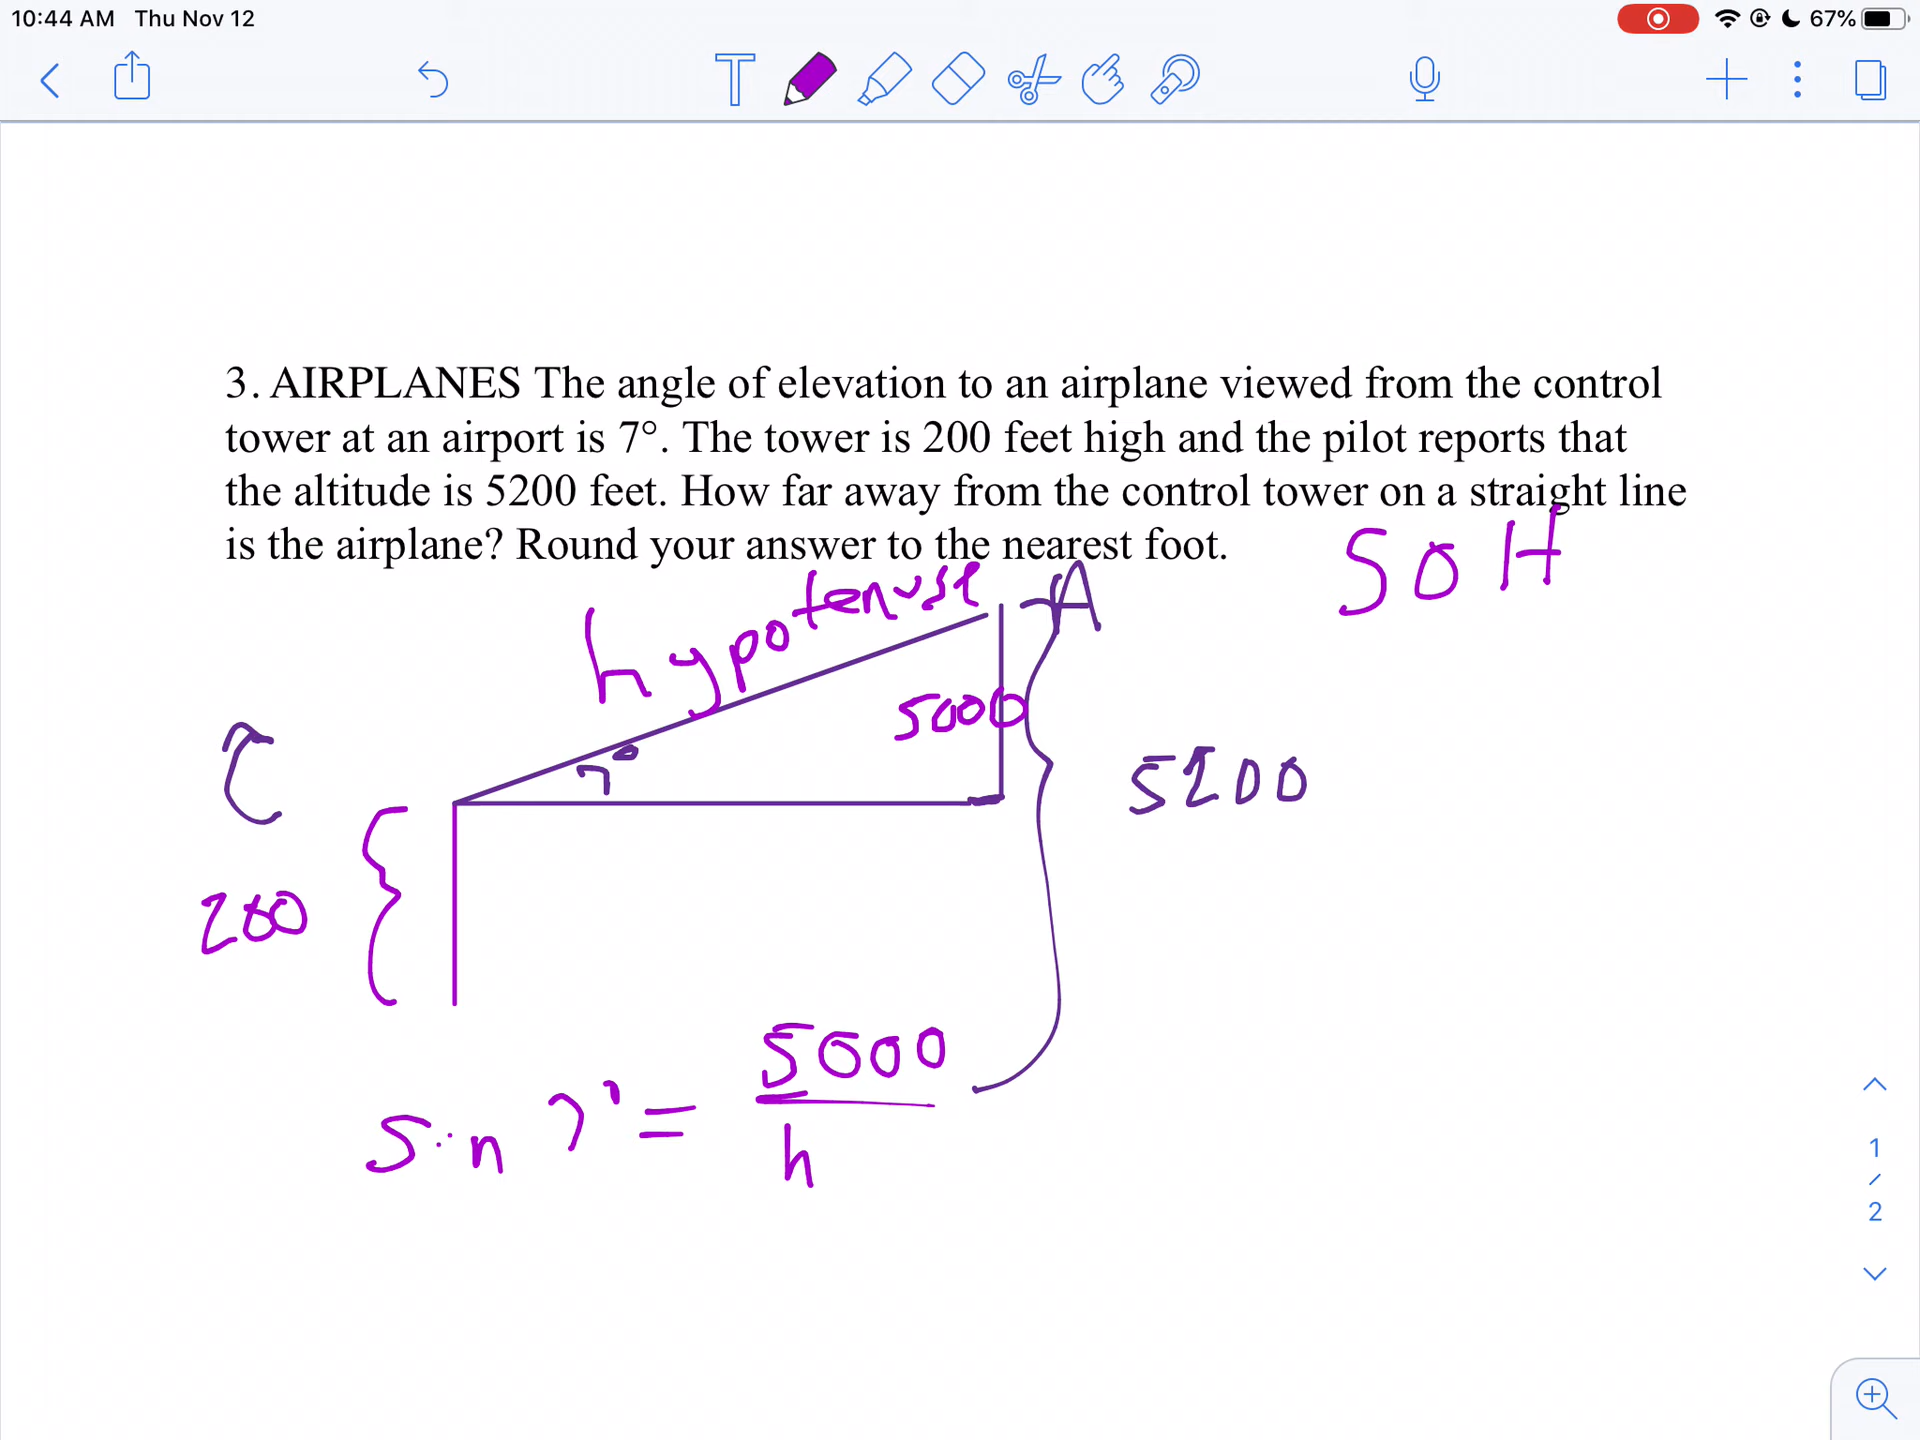 10:44 AM Thu Nov 12
67%
3. AIRPLANES The angle of elevation to an airplane viewed from the control
tower at an airport is 7°. The tower is 200 feet high and the pilot reports that
the altitude is 5200 feet. How far away from the control tower on a straight line
is the airplane? Round your answer to the nearest foot.
SOH
hypotenuse
A
5000
7°
5200
200
sin 7° = 5000
h
1
/
2